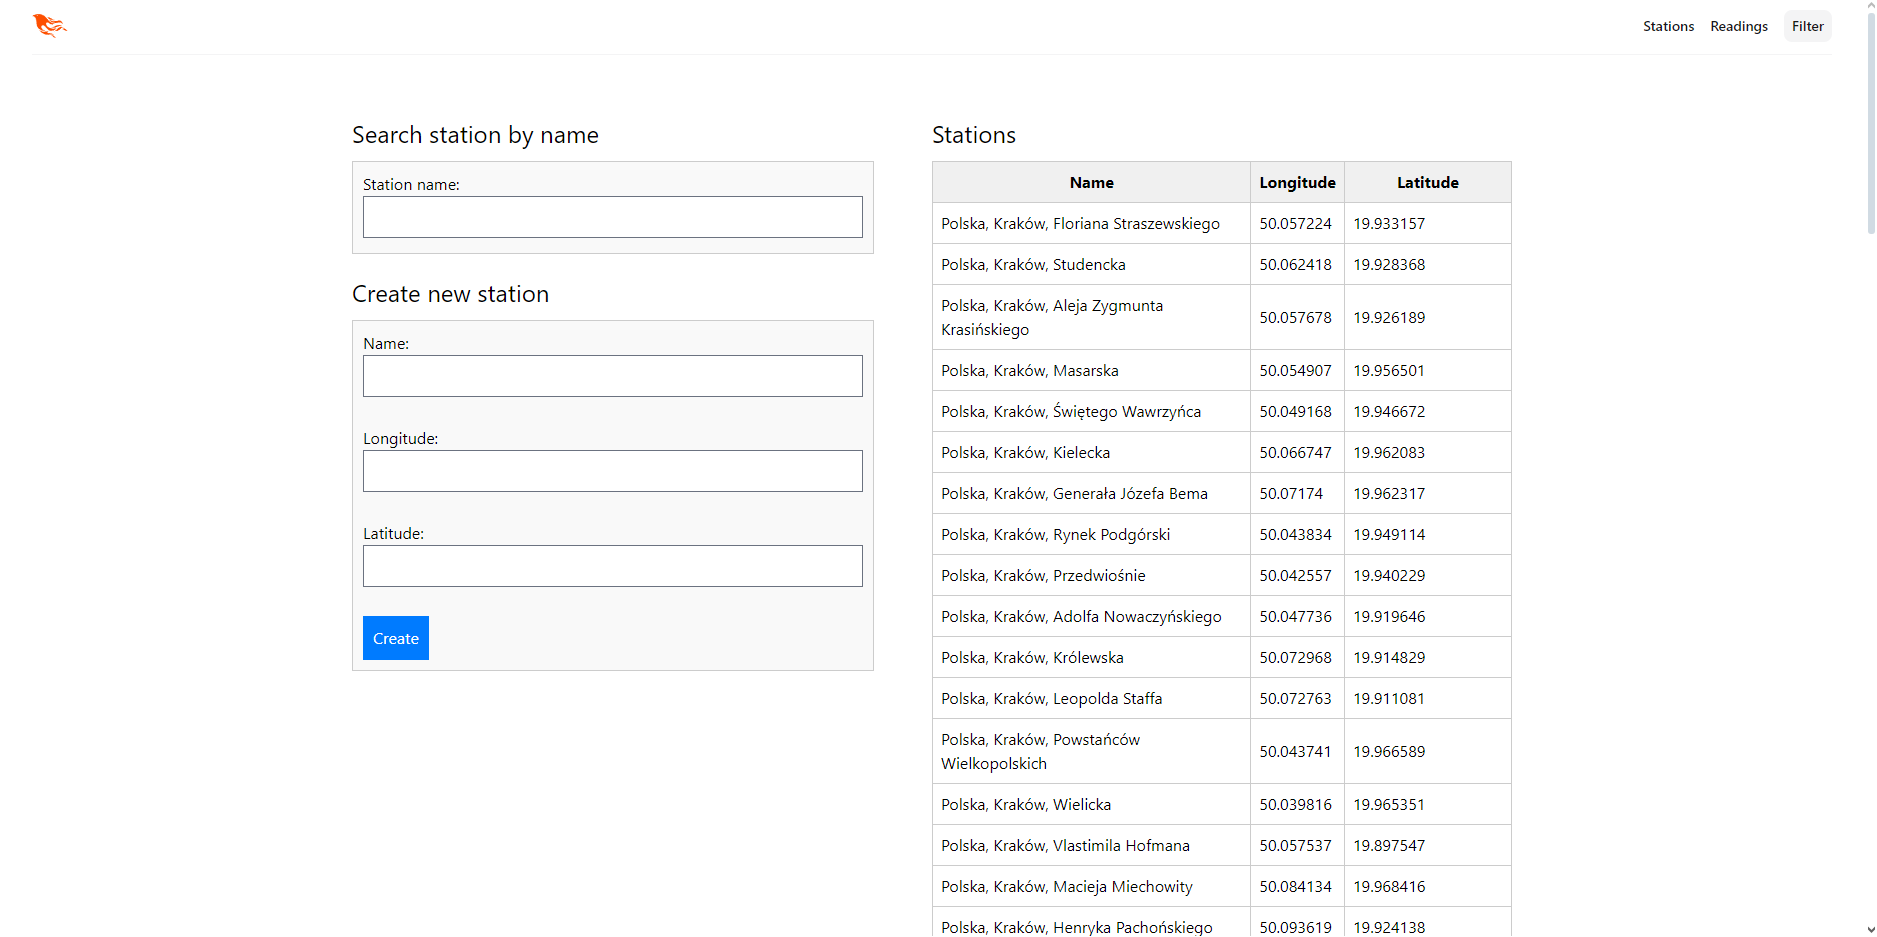 Stations Readings Filter
Search station by name
Station name:
Create new station
Name:
Longitude:
Latitude:
Create
Stations
Name Longitude Latitude
Polska, Kraków, Floriana Straszewskiego 50.057224 19.933157
Polska, Kraków, Studencka 50.062418 19.928368
Polska, Kraków, Aleja Zygmunta
Krasińskiego 50.057678 19.926189
Polska, Kraków, Masarska 50.054907 19.956501
Polska, Kraków, Świętego Wawrzyńca 50.049168 19.946672
Polska, Kraków, Kielecka 50.066747 19.962083
Polska, Kraków, Generała Józefa Bema 50.07174 19.962317
Polska, Kraków, Rynek Podgórski 50.043834 19.949114
Polska, Kraków, Przedwiośnie 50.042557 19.940229
Polska, Kraków, Adolfa Nowaczyńskiego 50.047736 19.919646
Polska, Kraków, Królewska 50.072968 19.914829
Polska, Kraków, Leopolda Staffa 50.072763 19.911081
Polska, Kraków, Powstańców
Wielkopolskich 50.043741 19.966589
Polska, Kraków, Wielicka 50.039816 19.965351
Polska, Kraków, Vlastimila Hofmana 50.057537 19.897547
Polska, Kraków, Macieja Miechowity 50.084134 19.968416
Polska, Kraków, Henryka Pachońskiego 50.093619 19.924138